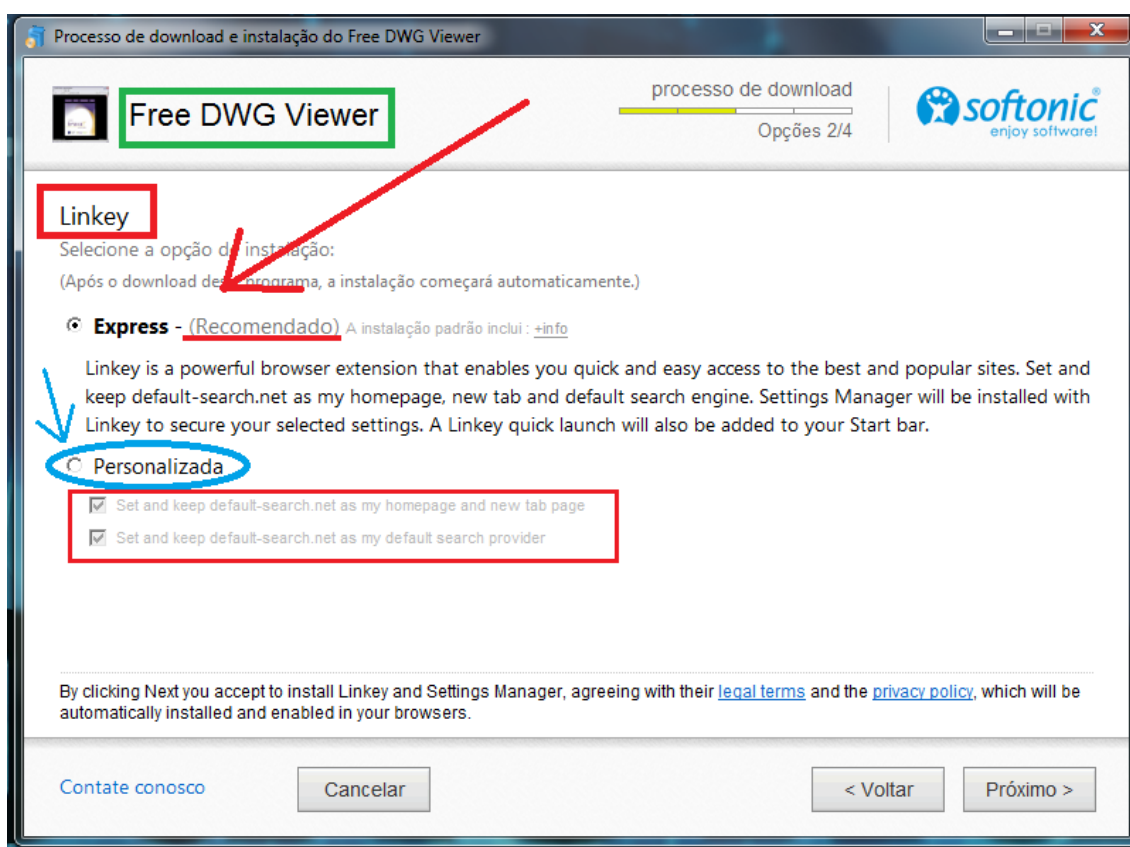 Processo de download e instalação do Free DWG Viewer
Free DWG Viewer
processo de download
Opções 2/4
softonic®
enjoy software!
Linkey
Selecione a opção de instalação:
(Após o download deste programa, a instalação começará automaticamente.)
Express - (Recomendado) A instalação padrão inclui : +info
Linkey is a powerful browser extension that enables you quick and easy access to the best and popular sites. Set and
keep default-search.net as my homepage, new tab and default search engine. Settings Manager will be installed with
Linkey to secure your selected settings. A Linkey quick launch will also be added to your Start bar.
Personalizada
Set and keep default-search.net as my homepage and new tab page
Set and keep default-search.net as my default search provider
By clicking Next you accept to install Linkey and Settings Manager, agreeing with their legal terms and the privacy policy, which will be
automatically installed and enabled in your browsers.
Contate conosco
Cancelar
< Voltar
Próximo >